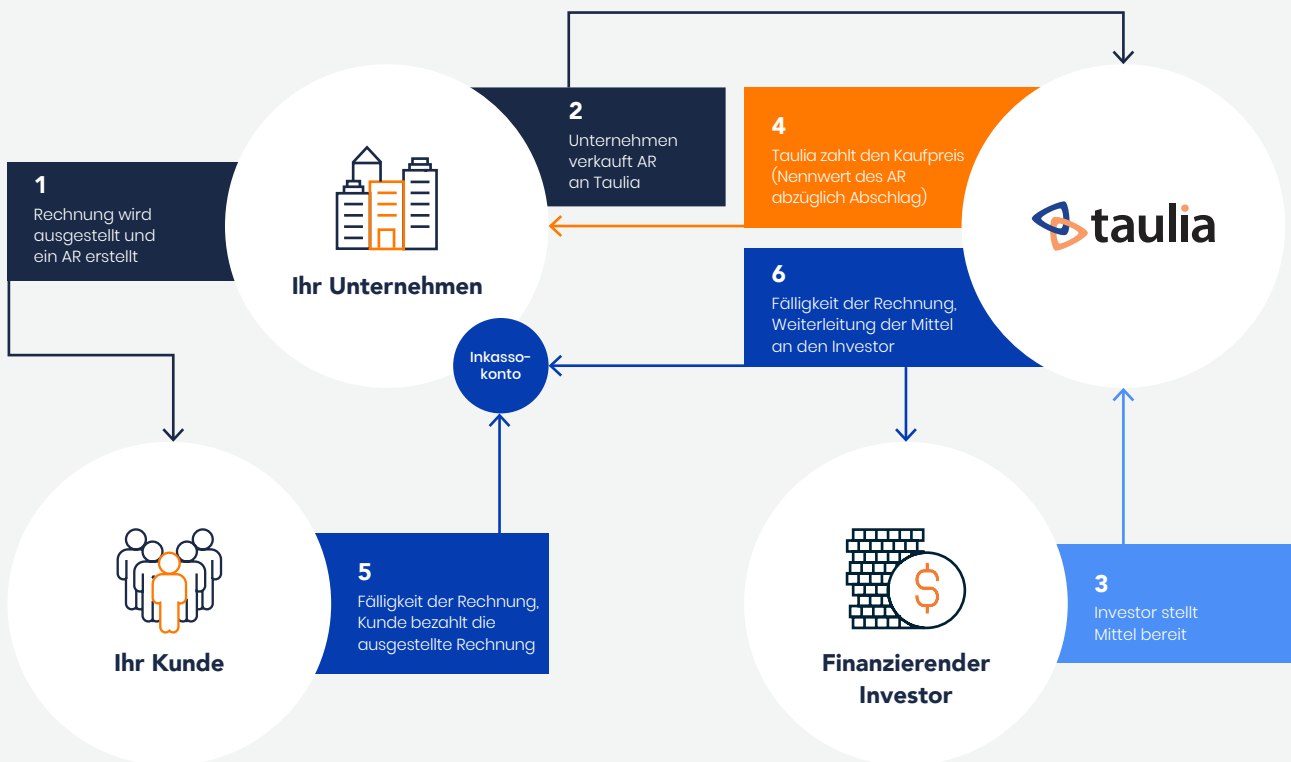 1
Rechnung wird
ausgestellt und
ein AR erstellt
Ihr Unternehmen
2
Unternehmen
verkauft AR
an Taulia
4
Taulia zahlt den Kaufpreis
(Nennwert des AR
abzüglich Abschlag)
taulia
6
Fälligkeit der Rechnung,
Weiterleitung der Mittel
an den Investor
Inkasso-
konto
Ihr Kunde
5
Fälligkeit der Rechnung,
Kunde bezahlt die
ausgestellte Rechnung
$
Finanzierender
Investor
3
Investor stellt
Mittel bereit